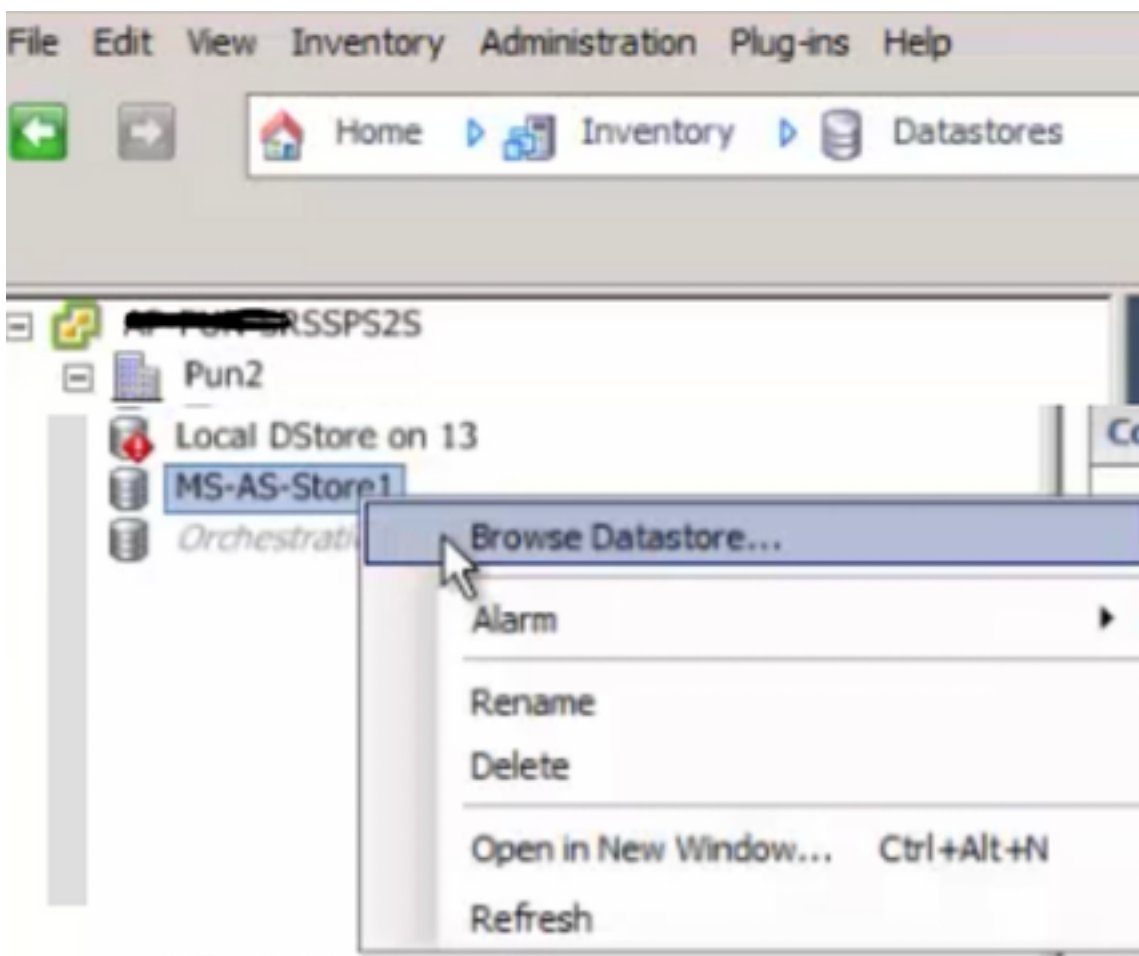 File Edit View Inventory Administration Plug-ins Help
Home Inventory Datastores
RSSPS2S
Pun2
Local DStore on 13
MS-AS-Store1
Browse Datastore...
Alarm
Rename
Delete
Open in New Window... Ctrl+Alt+N
Refresh